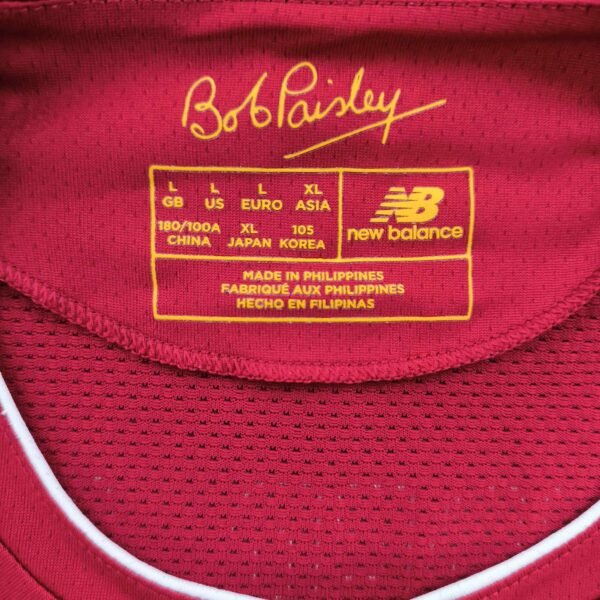 Bob Paisley
L L L XL
GB US EURO ASIA
180/100A XL 105
CHINA JAPAN KOREA
NB
new balance
MADE IN PHILIPPINES
FABRIQUÉ AUX PHILIPPINES
HECHO EN FILIPINAS